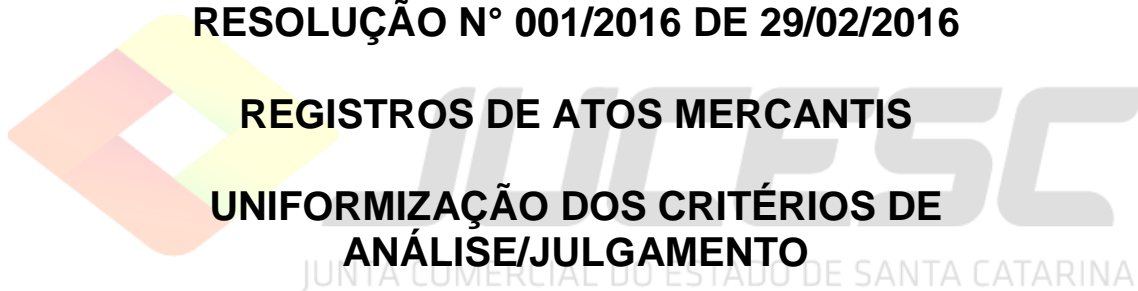 RESOLUÇÃO N° 001/2016 DE 29/02/2016
REGISTROS DE ATOS MERCANTIS
JUCESC
UNIFORMIZAÇÃO DOS CRITÉRIOS DE
ANÁLISE/JULGAMENTO
JUNTA COMERCIAL DO ESTADO DE SANTA CATARINA